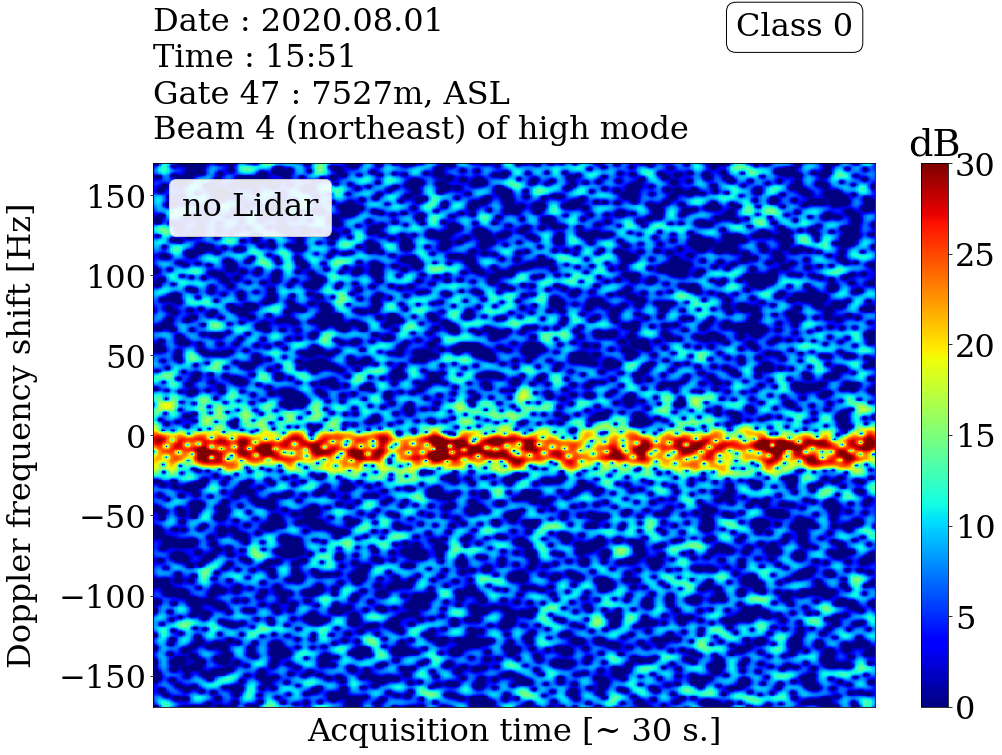 Date : 2020.08.01
Time : 15:51
Gate 47 : 7527m, ASL
Beam 4 (northeast) of high mode
Class 0
dB
no Lidar
Doppler frequency shift [Hz]
150
100
50
0
−50
−100
−150
Acquisition time [~ 30 s.]
30
25
20
15
10
5
0